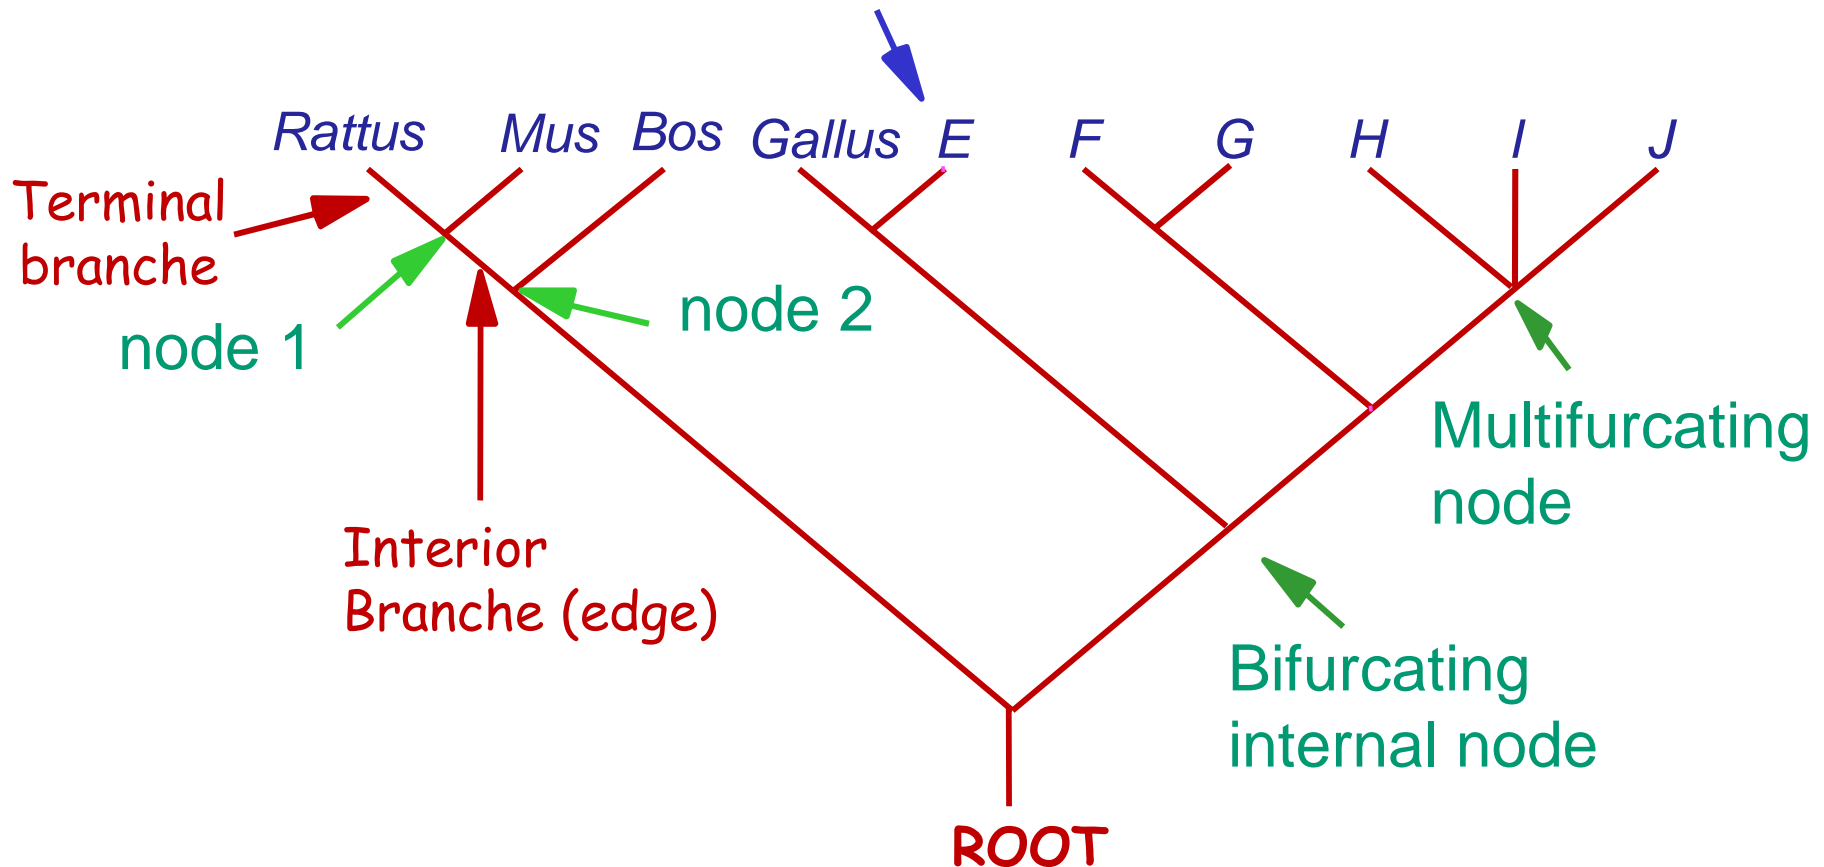 Rattus Mus Bos Gallus E F G H I J
Terminal
branche
node 1
node 2
Multifurcating
node
Interior
Branche (edge)
Bifurcating
internal node
ROOT